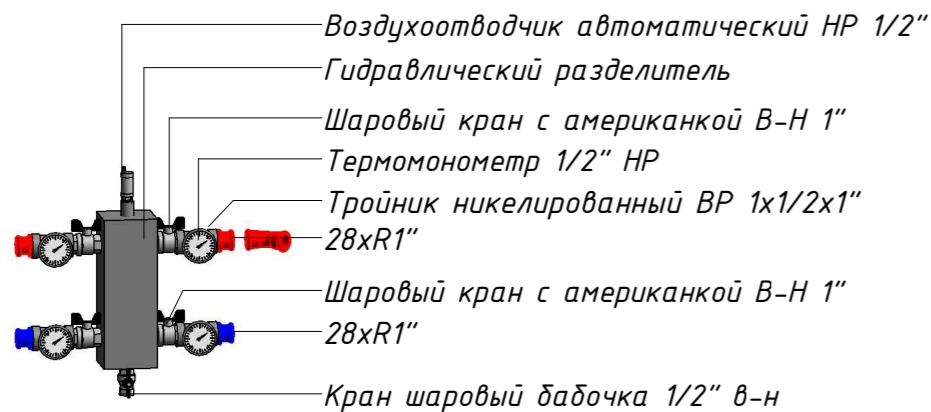 Воздухоотводчик автоматический НР 1/2"
Гидравлический разделитель
Шаровый кран с американкой В-Н 1"
Термомонометр 1/2" НР
Тройник никелированный ВР 1х1/2х1"
28хR1"
Шаровый кран с американкой В-Н 1"
28хR1"
Кран шаровый бабочка 1/2" в-н